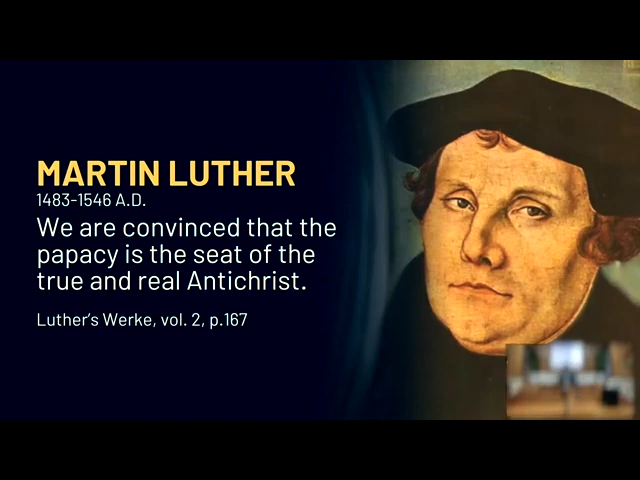 MARTIN LUTHER
1483-1546 A.D.
We are convinced that the
papacy is the seat of the
true and real Antichrist.
Luther's Werke, vol. 2, p.167